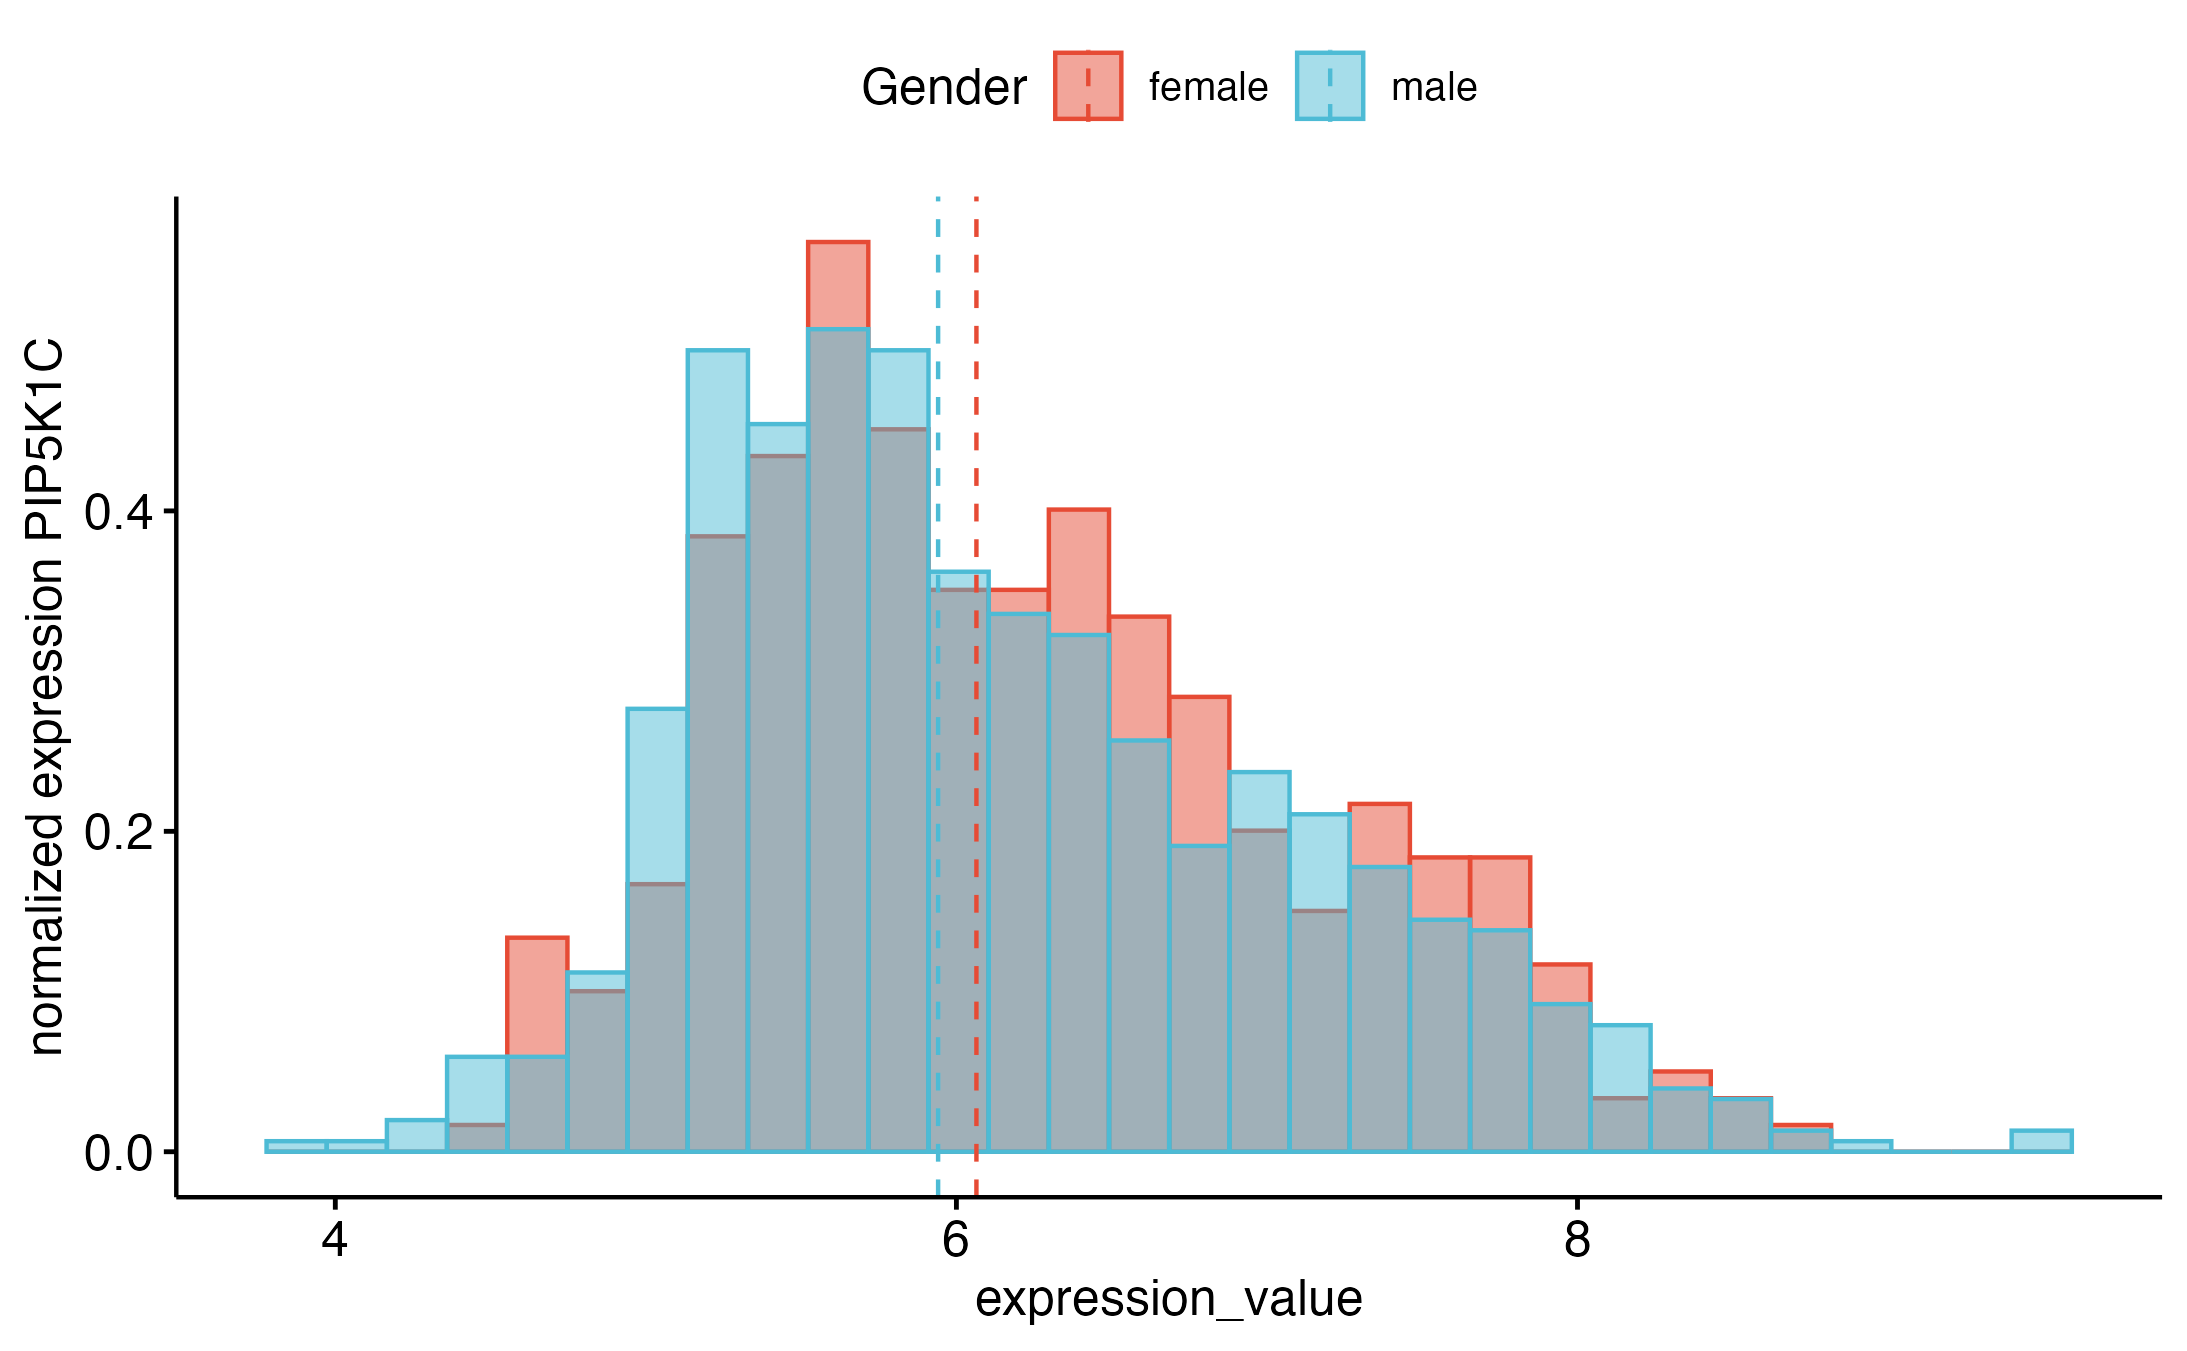 Gender female male
normalized expression PIP5K1C
0.4
0.2
0.0
4 6 8
expression_value